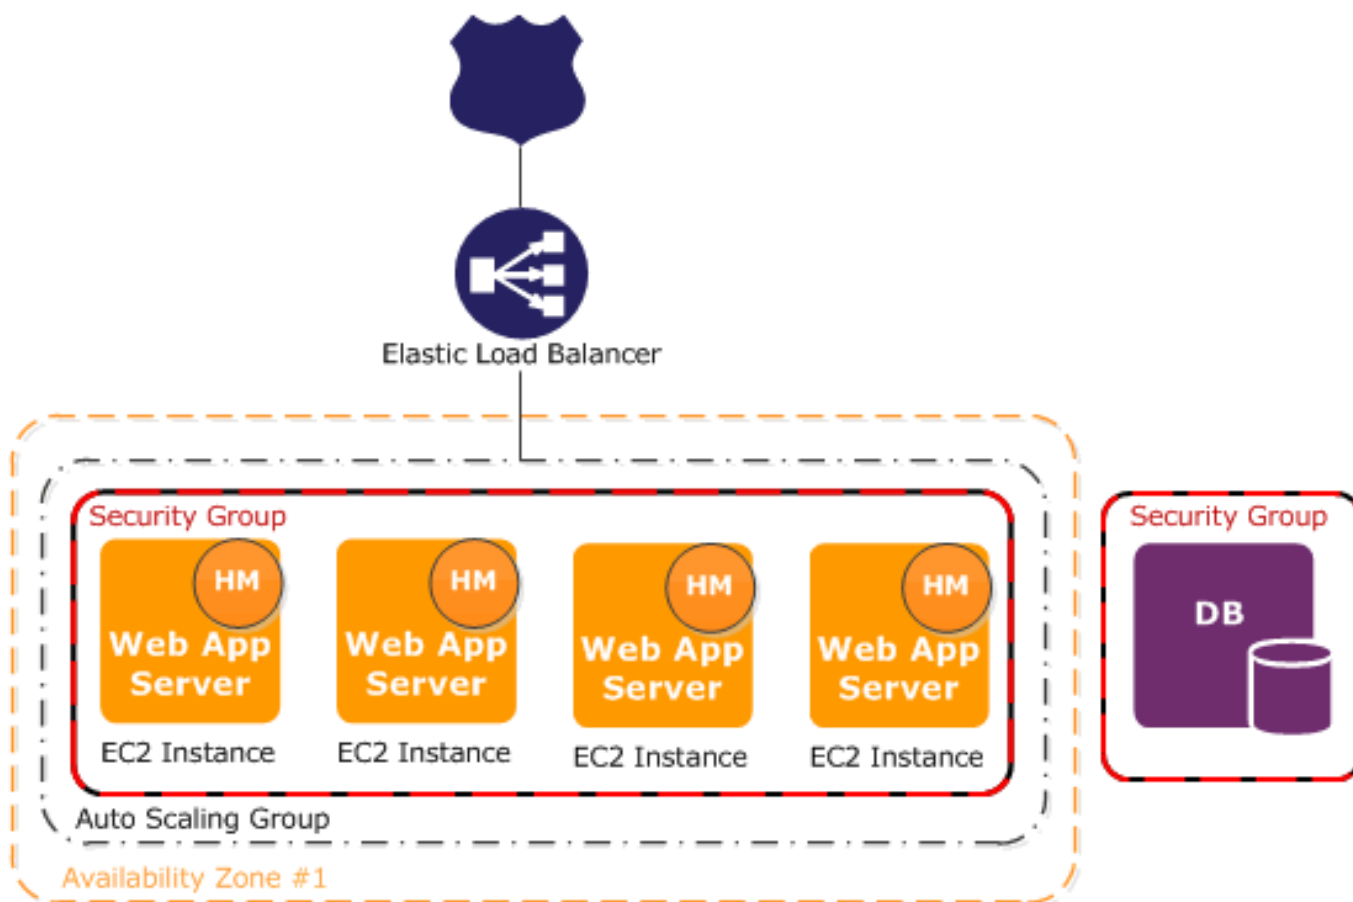 Elastic Load Balancer
Security Group
HM
Web App
Server
EC2 Instance
HM
Web App
Server
EC2 Instance
HM
Web App
Server
EC2 Instance
HM
Web App
Server
EC2 Instance
Auto Scaling Group
Availability Zone #1
Security Group
DB